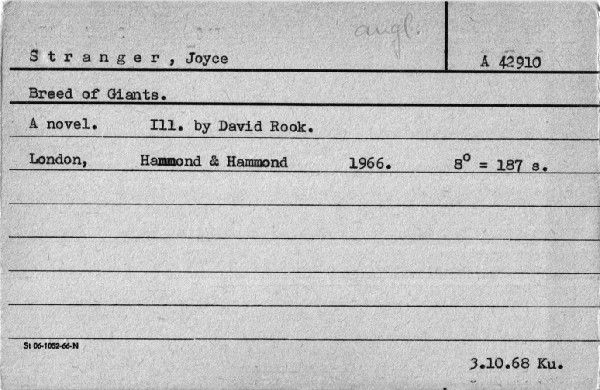 angl.
Stranger, Joyce A 42910
Breed of Giants.
A novel. Ill. by David Rook.
London, Hammond & Hammond 1966. 8° = 187 s.
St 06-1052-66-N
3.10.68 Ku.